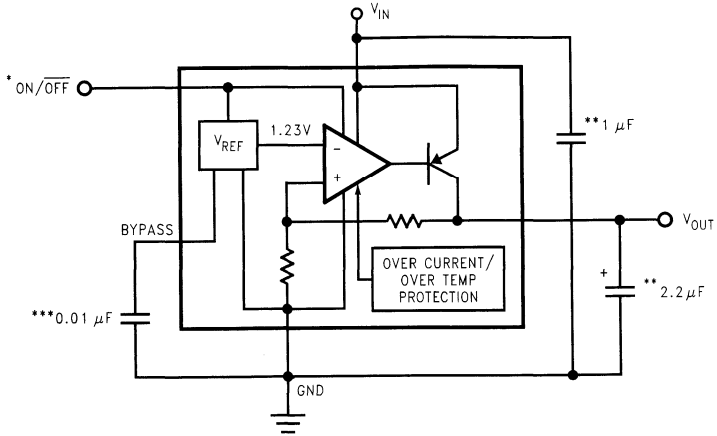 V_IN
* ON/O̅F̅F̅
**1 μF
V_REF
1.23V
−
+
BYPASS
V_OUT
OVER CURRENT/
OVER TEMP
PROTECTION
+
**
2.2μF
***0.01 μF
GND